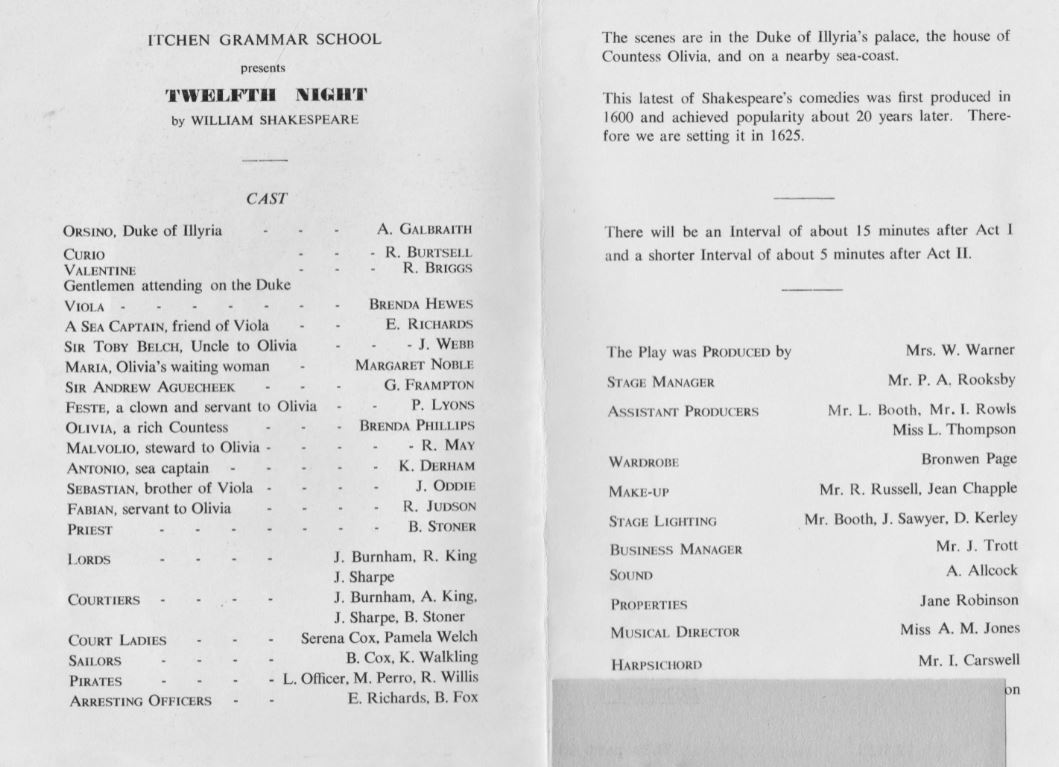 ITCHEN GRAMMAR SCHOOL
presents
TWELFTH NIGHT
by WILLIAM SHAKESPEARE
CAST
ORSINO, Duke of Illyria - - - A. GALBRAITH
CURIO - - - R. BURTSELL
VALENTINE - - - R. BRIGGS
Gentlemen attending on the Duke
VIOLA - - - - - - - BRENDA HEWES
A SEA CAPTAIN, friend of Viola - - E. RICHARDS
SIR TOBY BELCH, Uncle to Olivia - - - J. WEBB
MARIA, Olivia's waiting woman - MARGARET NOBLE
SIR ANDREW AGUECHEEK - - - G. FRAMPTON
FESTE, a clown and servant to Olivia - - P. LYONS
OLIVIA, a rich Countess - - - BRENDA PHILLIPS
MALVOLIO, steward to Olivia - - - - - R. MAY
ANTONIO, sea captain - - - - - K. DERHAM
SEBASTIAN, brother of Viola - - - - J. ODDIE
FABIAN, servant to Olivia - - - R. JUDSON
PRIEST - - - - - - - B. STONER
LORDS - - - - J. Burnham, R. King
J. Sharpe
COURTIERS - - - - J. Burnham, A. King,
J. Sharpe, B. Stoner
COURT LADIES - - - Serena Cox, Pamela Welch
SAILORS - - - - B. Cox, K. Walkling
PIRATES - - - - L. Officer, M. Perro, R. Willis
ARRESTING OFFICERS - - E. Richards, B. Fox
The scenes are in the Duke of Illyria's palace, the house of
Countess Olivia, and on a nearby sea-coast.
This latest of Shakespeare's comedies was first produced in
1600 and achieved popularity about 20 years later. There-
fore we are setting it in 1625.
There will be an Interval of about 15 minutes after Act I
and a shorter Interval of about 5 minutes after Act II.
The Play was PRODUCED by Mrs. W. Warner
STAGE MANAGER Mr. P. A. Rooksby
ASSISTANT PRODUCERS Mr. L. Booth, Mr. I. Rowls
Miss L. Thompson
WARDROBE Bronwen Page
MAKE-UP Mr. R. Russell, Jean Chapple
STAGE LIGHTING Mr. Booth, J. Sawyer, D. Kerley
BUSINESS MANAGER Mr. J. Trott
SOUND A. Allcock
PROPERTIES Jane Robinson
MUSICAL DIRECTOR Miss A. M. Jones
HARPSICHORD Mr. I. Carswell
on